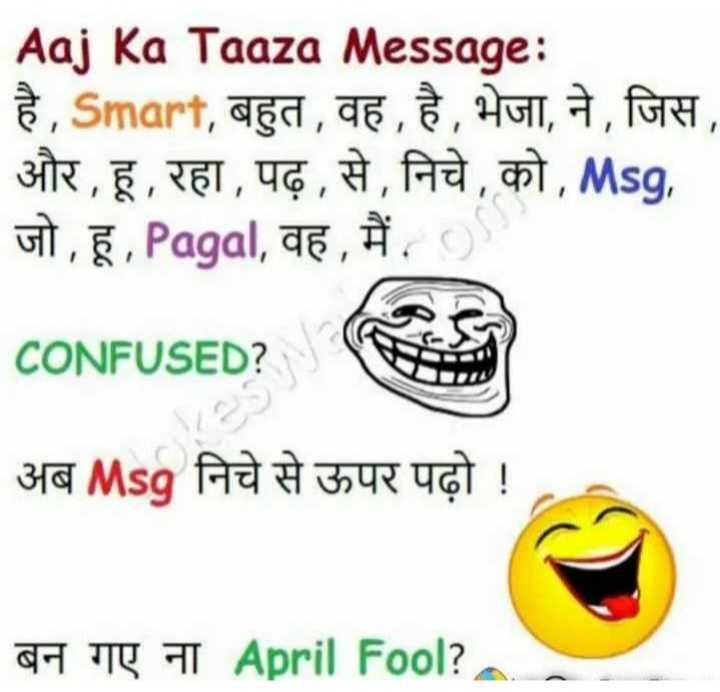 Aaj Ka Taaza Message:
है , Smart, बहुत , वह , है , भेजा, ने , जिस ,
और , हू , रहा , पढ़ , से , निचे , को , Msg,
जो , हू , Pagal, वह , मैं .
CONFUSED?
अब Msg निचे से ऊपर पढ़ो !
बन गए ना April Fool?